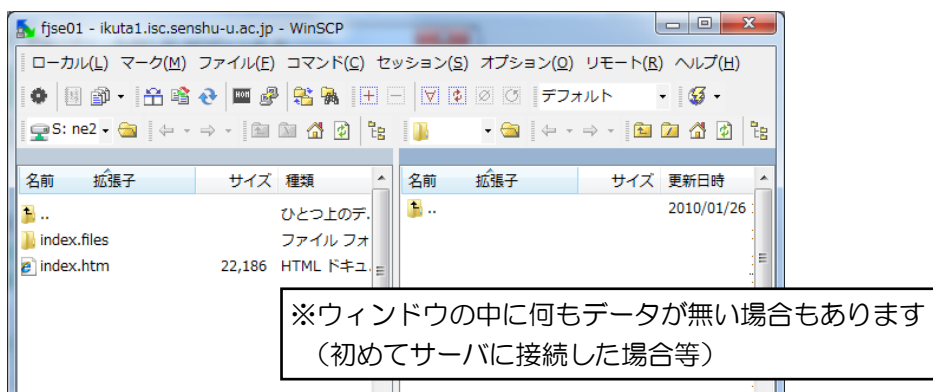 fjse01 - ikuta1.isc.senshu-u.ac.jp - WinSCP
ローカル(L) マーク(M) ファイル(F) コマンド(C) セッション(S) オプション(O) リモート(R) ヘルプ(H)
デフォルト
S: ne2
名前 拡張子 サイズ 種類 名前 拡張子 サイズ 更新日時
.. ひとつ上のデ. .. 2010/01/26
index.files ファイル フォ
index.htm 22,186 HTML ドキュ.
※ウィンドウの中に何もデータが無い場合もあります
（初めてサーバに接続した場合等）